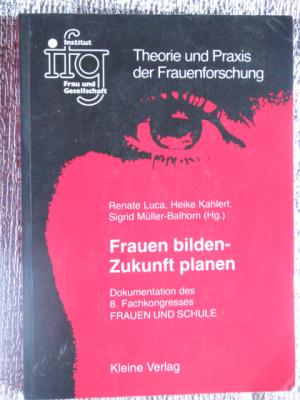 Institut
ifg
Frau und
Gesellschaft
Theorie und Praxis
der Frauenforschung
Renate Luca, Heike Kahlert,
Sigrid Müller-Balhorn (Hg.)
Frauen bilden-
Zukunft planen
Dokumentation des
8. Fachkongresses
FRAUEN UND SCHULE
Kleine Verlag